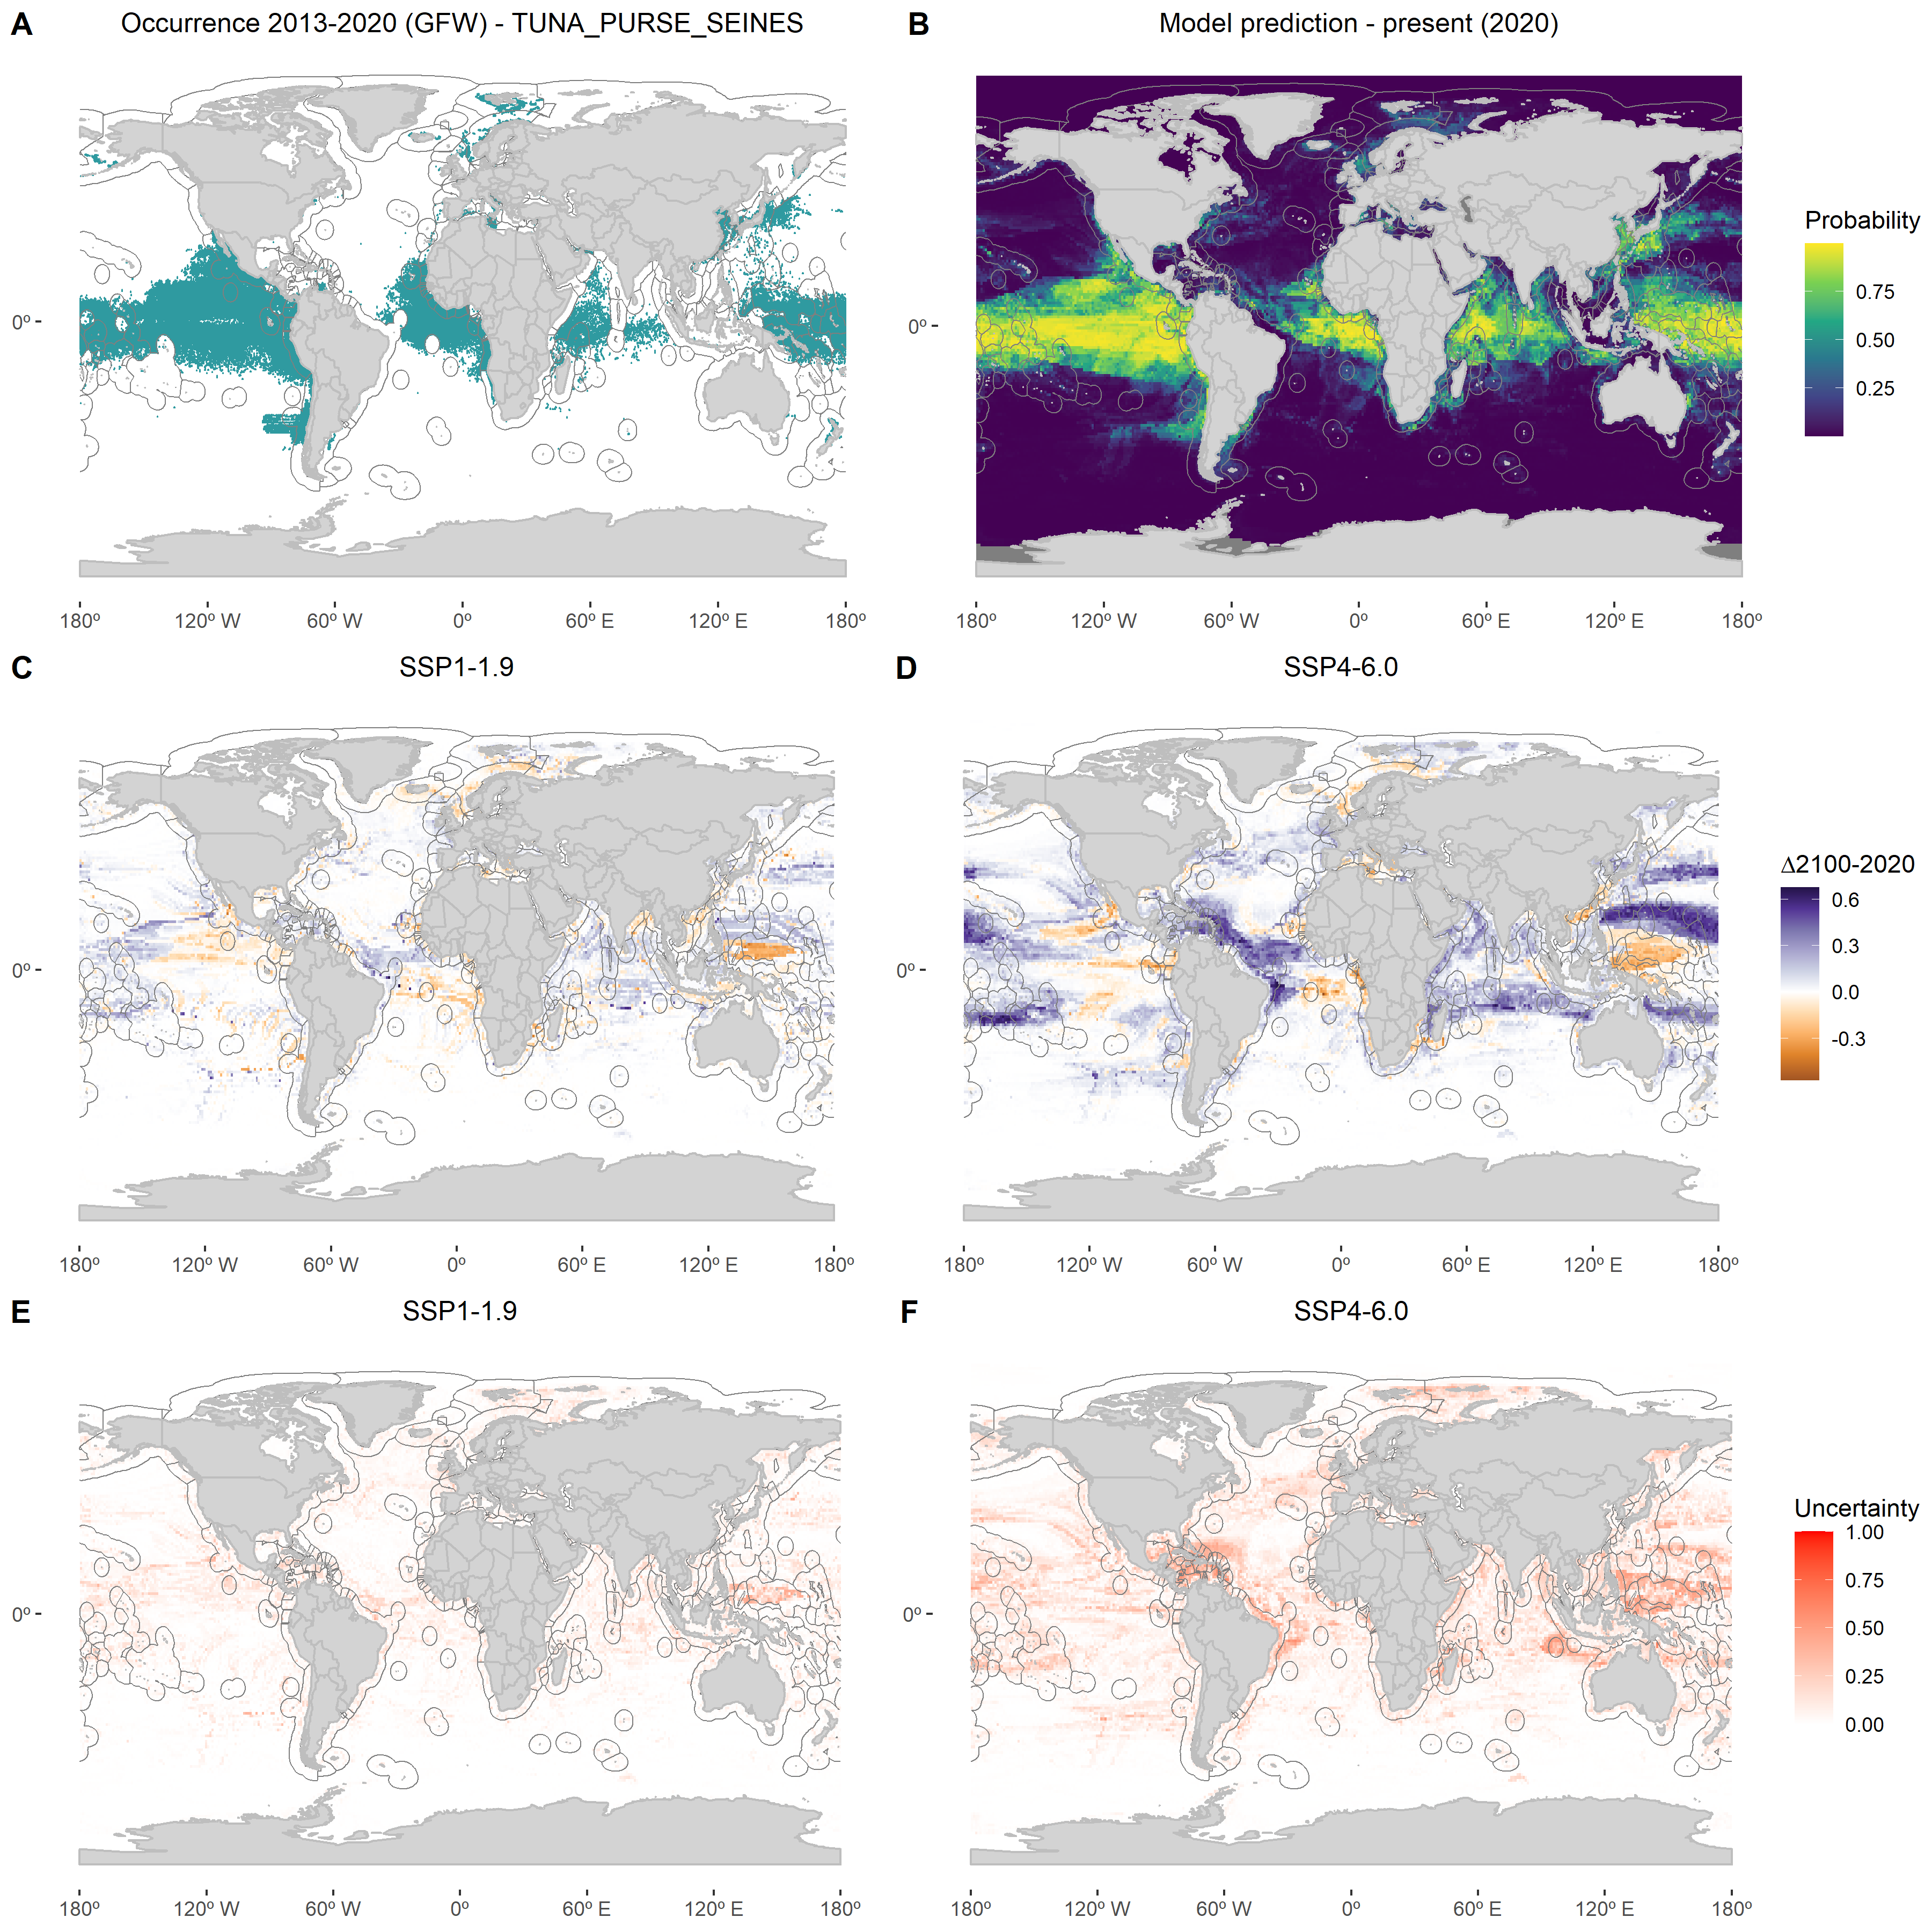 A Occurrence 2013-2020 (GFW) - TUNA_PURSE_SEINES
0º
180º 120º W 60º W 0º 60º E 120º E 180º
B Model prediction - present (2020)
0º
180º 120º W 60º W 0º 60º E 120º E 180º
Probability
0.75
0.50
0.25
C SSP1-1.9
0º
180º 120º W 60º W 0º 60º E 120º E 180º
D SSP4-6.0
0º
180º 120º W 60º W 0º 60º E 120º E 180º
Δ2100-2020
0.6
0.3
0.0
-0.3
E SSP1-1.9
0º
180º 120º W 60º W 0º 60º E 120º E 180º
F SSP4-6.0
0º
180º 120º W 60º W 0º 60º E 120º E 180º
Uncertainty
1.00
0.75
0.50
0.25
0.00